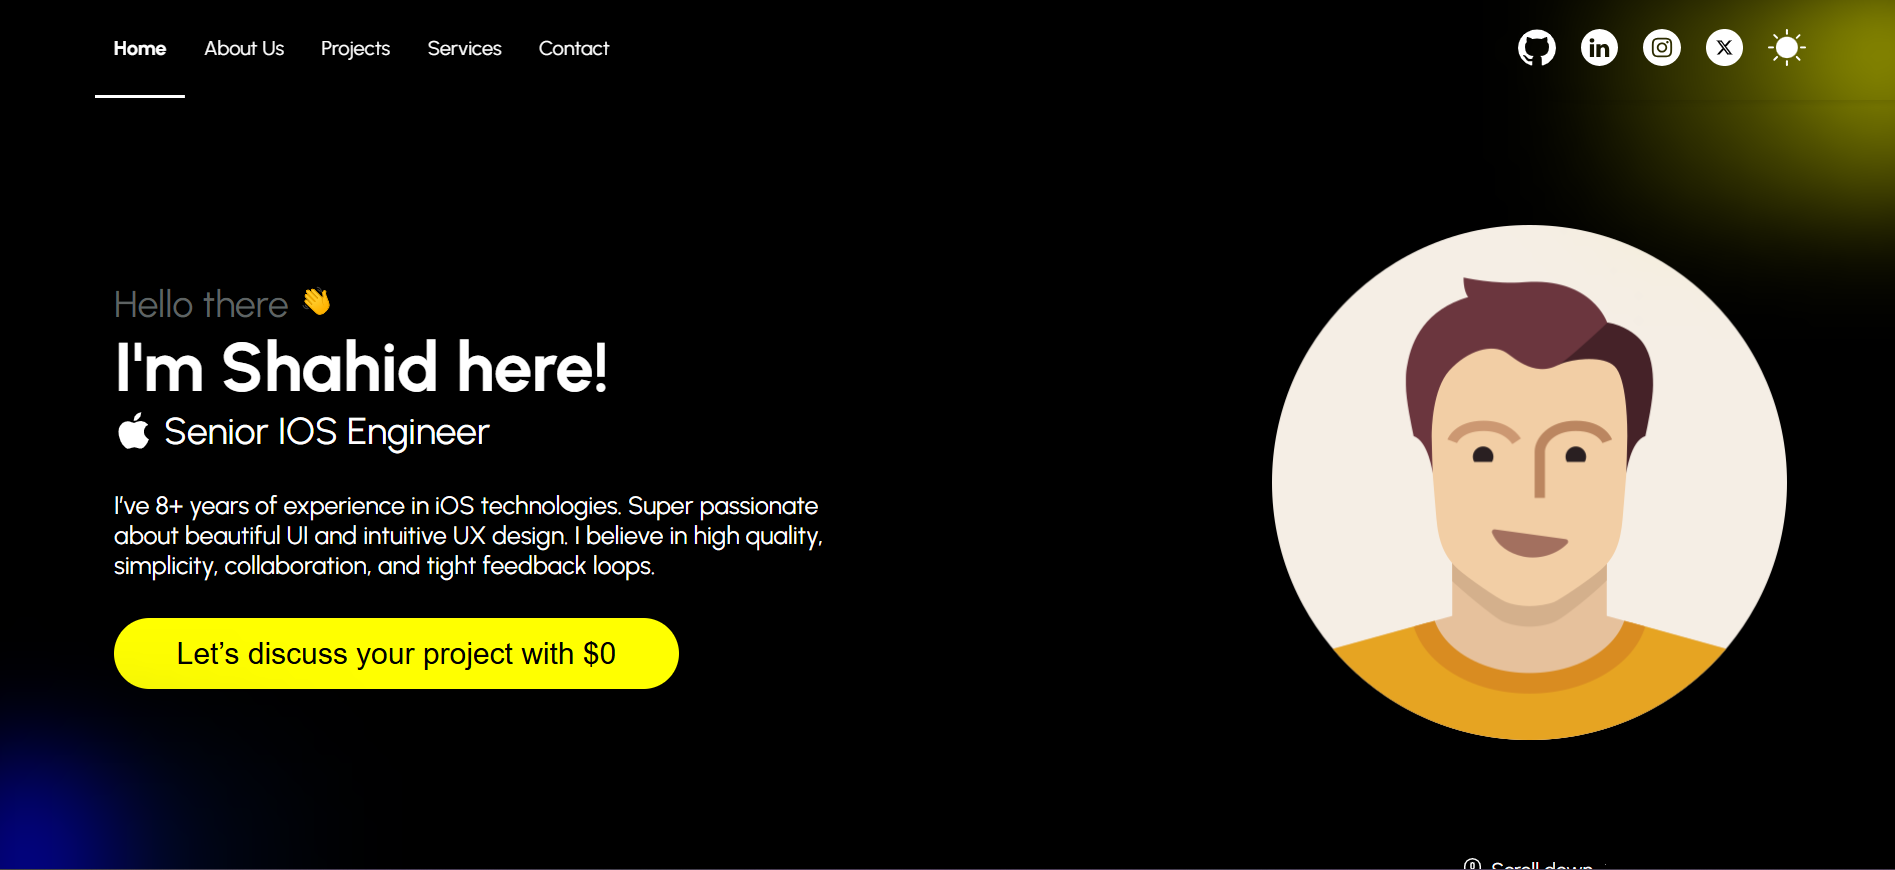 Home About Us Projects Services Contact
Hello there 👋
I'm Shahid here!
Senior IOS Engineer
I've 8+ years of experience in iOS technologies. Super passionate
about beautiful UI and intuitive UX design. I believe in high quality,
simplicity, collaboration, and tight feedback loops.
Let’s discuss your project with $0
Scroll down